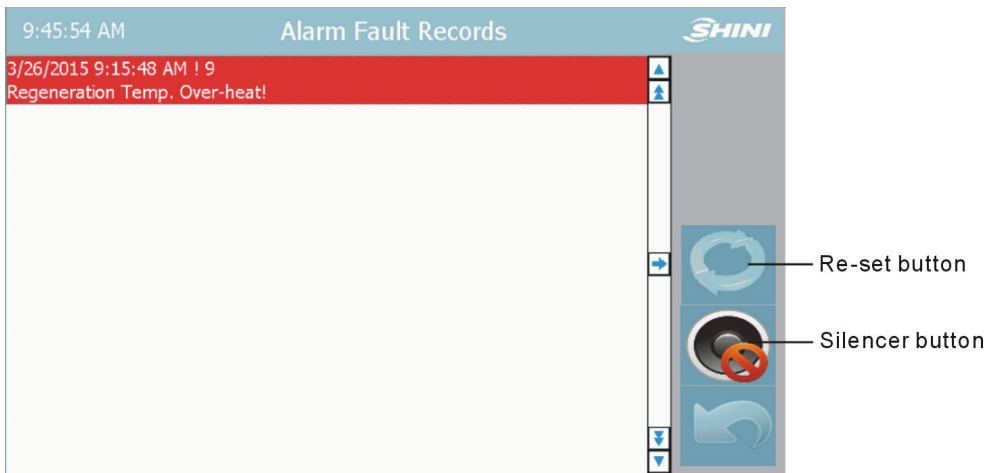 9:45:54 AM Alarm Fault Records SHINI
3/26/2015 9:15:48 AM ! 9
Regeneration Temp. Over-heat!
Re-set button
Silencer button